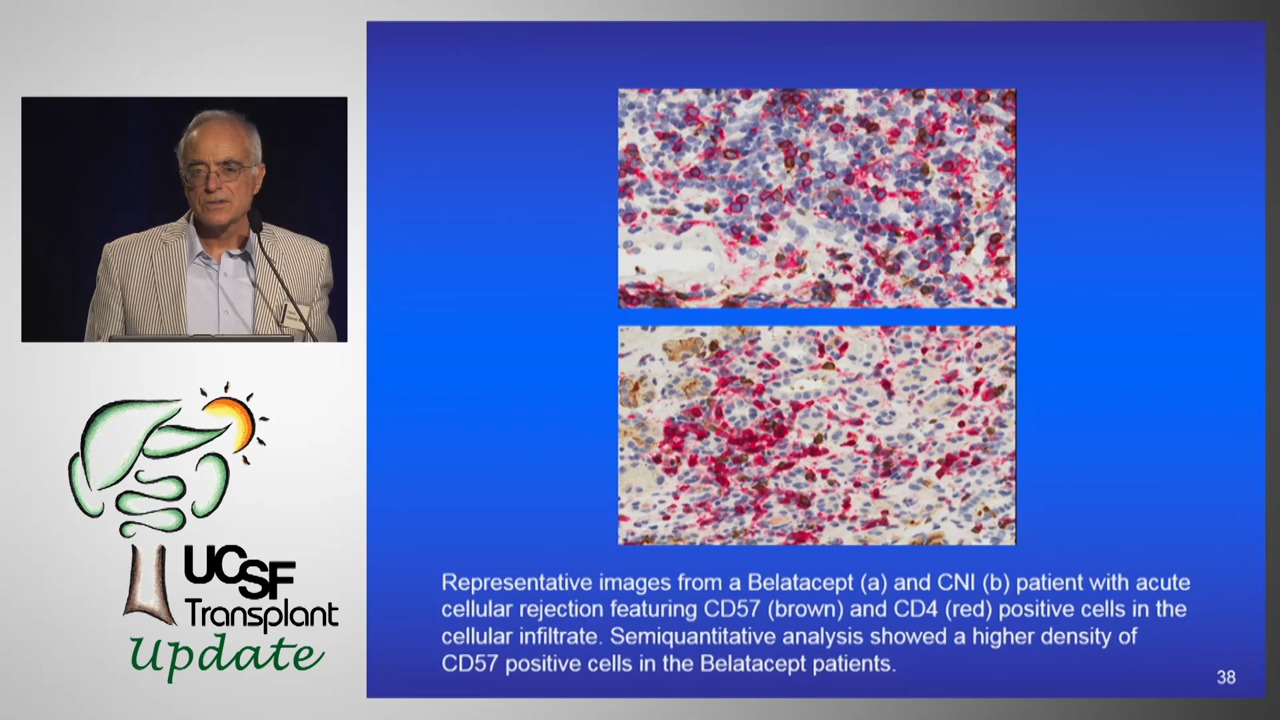 UCSF
Transplant
Update
Representative images from a Belatacept (a) and CNI (b) patient with acute
cellular rejection featuring CD57 (brown) and CD4 (red) positive cells in the
cellular infiltrate. Semiquantitative analysis showed a higher density of
CD57 positive cells in the Belatacept patients.
38